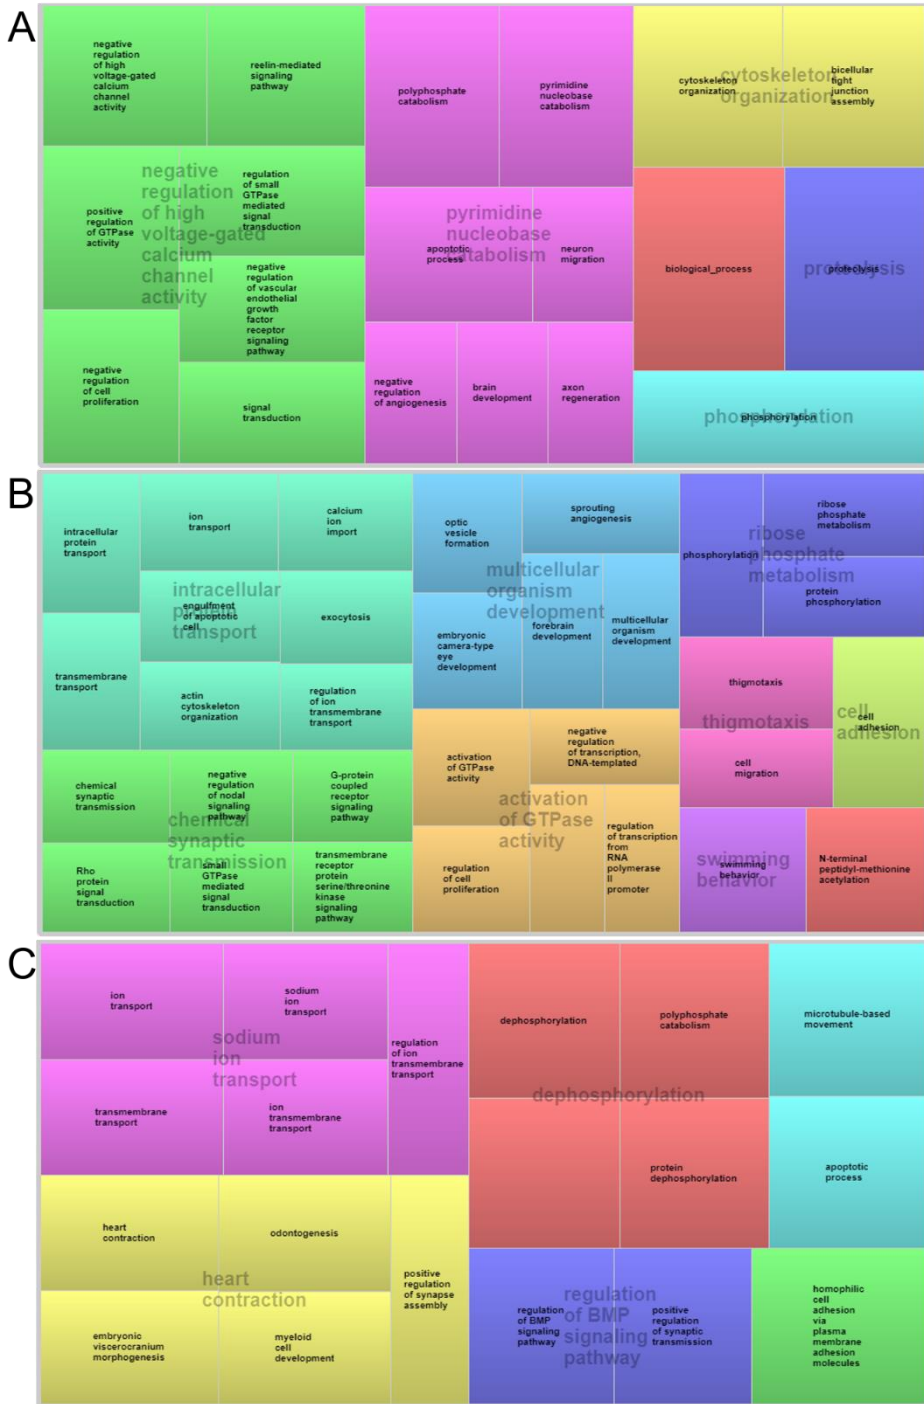 A
negative
regulation
of high
voltage-gated
calcium
channel
activity
reelin-mediated
signaling
pathway
positive
regulation
of GTPase
activity
regulation
of small
GTPase
mediated
signal
transduction
negative
regulation
of vascular
endothelial
growth
factor
receptor
signaling
pathway
negative
regulation
of cell
proliferation
signal
transduction
negative
regulation
of high
voltage-gated
calcium
channel
activity
polyphosphate
catabolism
pyrimidine
nucleobase
catabolism
apoptotic
process
neuron
migration
negative
regulation
of angiogenesis
brain
development
axon
regeneration
pyrimidine
nucleobase
catabolism
cytoskeleton
organization
bicellular
tight
junction
assembly
cytoskeleton
organization
biological_process
proteolysis
proteolysis
phosphorylation
phosphorylation
B
intracellular
protein
transport
ion
transport
calcium
ion
import
engulfment
of apoptotic
cell
exocytosis
transmembrane
transport
actin
cytoskeleton
organization
regulation
of ion
transmembrane
transport
intracellular
protein
transport
chemical
synaptic
transmission
negative
regulation
of nodal
signaling
pathway
G-protein
coupled
receptor
signaling
pathway
Rho
protein
signal
transduction
small
GTPase
mediated
signal
transduction
transmembrane
receptor
protein
serine/threonine
kinase
signaling
pathway
chemical
synaptic
transmission
optic
vesicle
formation
sprouting
angiogenesis
embryonic
camera-type
eye
development
forebrain
development
multicellular
organism
development
multicellular
organism
development
activation
of GTPase
activity
negative
regulation
of transcription,
DNA-templated
regulation
of cell
proliferation
regulation
of transcription
from
RNA
polymerase
II
promoter
activation
of GTPase
activity
phosphorylation
ribose
phosphate
metabolism
protein
phosphorylation
ribose
phosphate
metabolism
thigmotaxis
cell
migration
thigmotaxis
cell
adhesion
cell
adhesion
swimming
behavior
swimming
behavior
N-terminal
peptidyl-methionine
acetylation
C
ion
transport
sodium
ion
transport
regulation
of ion
transmembrane
transport
transmembrane
transport
ion
transmembrane
transport
sodium
ion
transport
heart
contraction
odontogenesis
positive
regulation
of synapse
assembly
embryonic
viscerocranium
morphogenesis
myeloid
cell
development
heart
contraction
dephosphorylation
polyphosphate
catabolism
protein
dephosphorylation
dephosphorylation
microtubule-based
movement
apoptotic
process
regulation
of BMP
signaling
pathway
positive
regulation
of synaptic
transmission
regulation
of BMP
signaling
pathway
homophilic
cell
adhesion
via
plasma
membrane
adhesion
molecules